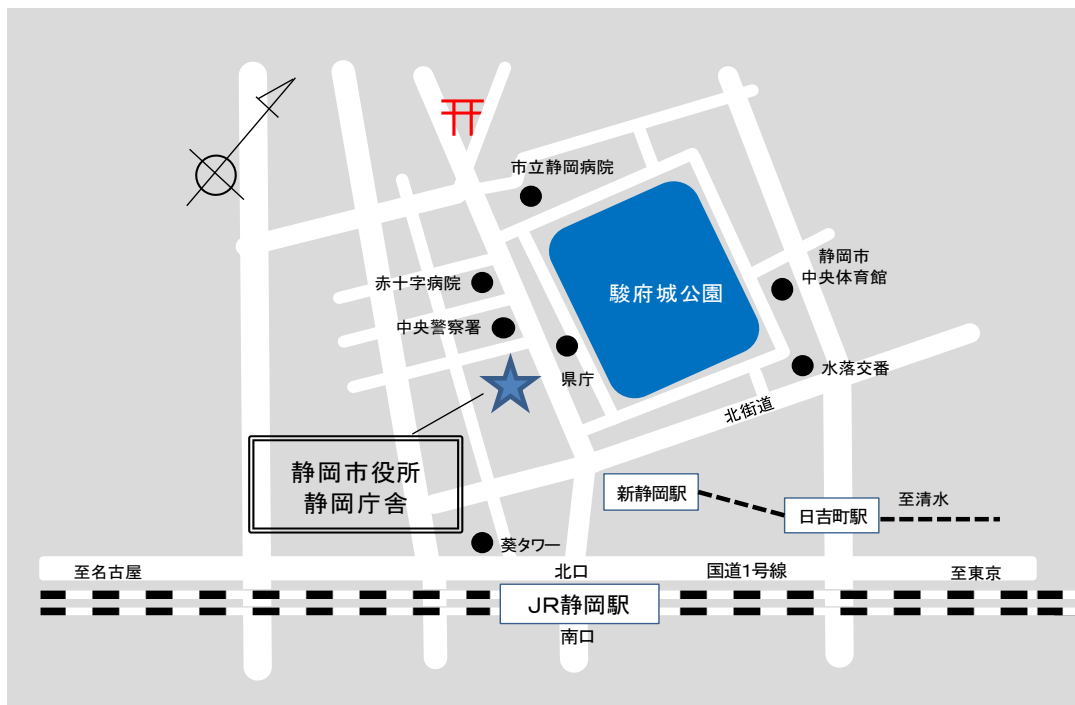 市立静岡病院
静岡市
中央体育館
赤十字病院
駿府城公園
中央警察署
県庁
水落交番
北街道
静岡市役所
静岡庁舎
新静岡駅
日吉町駅
至清水
葵タワー
至名古屋
北口
国道1号線
至東京
JR静岡駅
南口